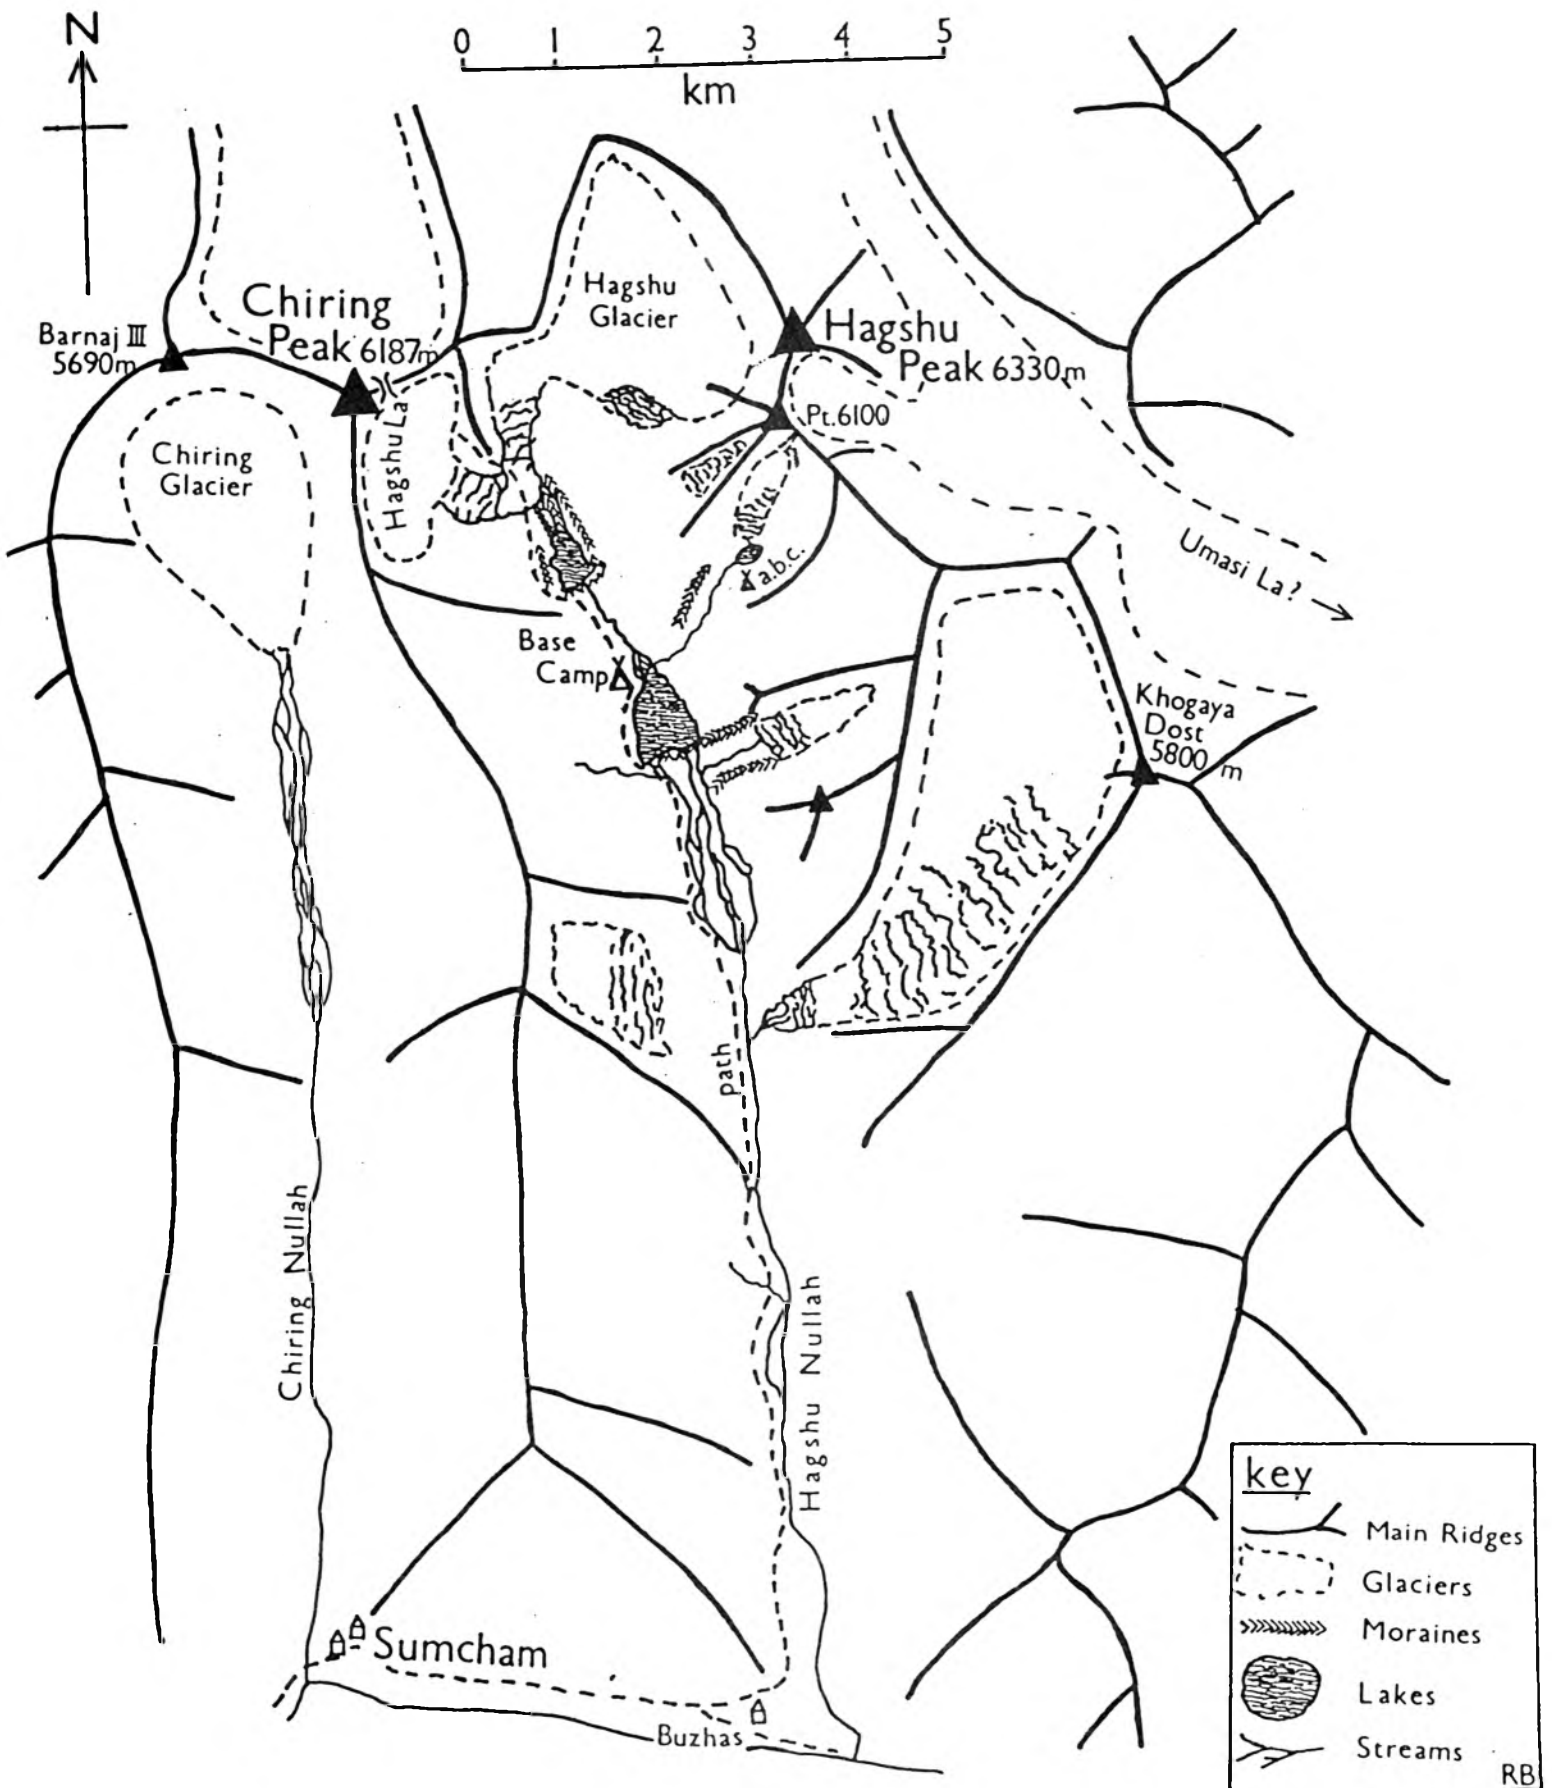 N
0 1 2 3 4 5
km
Hagshu
Glacier
Chiring
Peak 6187m
Barnaj III
5690m
Hagshu
Peak 6330m
Pt.6100
Chiring
Glacier
Hagshu La
Umasi La?
a.b.c.
Base
Camp
Khogaya
Dost
5800 m
path
Chiring Nullah
Hagshu Nullah
Sumcham
Buzhas
key
Main Ridges
Glaciers
Moraines
Lakes
Streams
RB